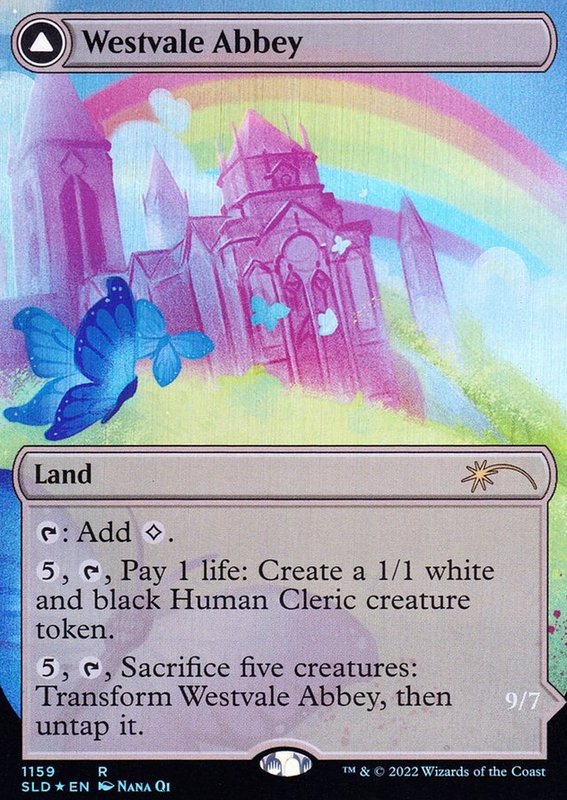 Westvale Abbey
Land
: Add .
5, , Pay 1 life: Create a 1/1 white
and black Human Cleric creature
token.
5, , Sacrifice five creatures:
Transform Westvale Abbey, then
untap it.
9/7
1159 R
SLD★EN Nana Qi
™ & © 2022 Wizards of the Coast